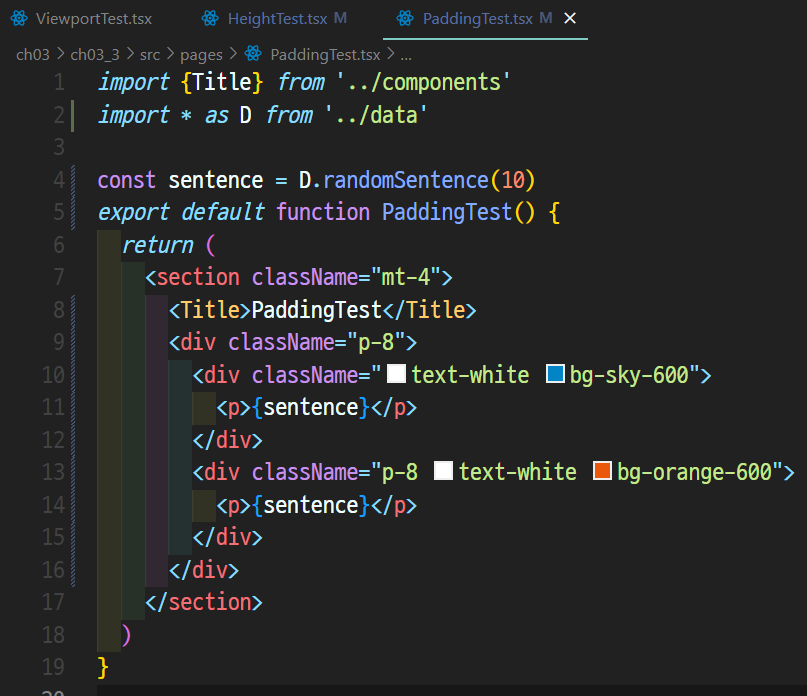 ViewportTest.tsx HeightTest.tsx M PaddingTest.tsx M ×
ch03 > ch03_3 > src > pages > PaddingTest.tsx > ...
1 import {Title} from '../components'
2 import * as D from '../data'
3
4 const sentence = D.randomSentence(10)
5 export default function PaddingTest() {
6   return (
7     <section className="mt-4">
8       <Title>PaddingTest</Title>
9       <div className="p-8">
10         <div className="text-white bg-sky-600">
11           <p>{sentence}</p>
12         </div>
13         <div className="p-8 text-white bg-orange-600">
14           <p>{sentence}</p>
15         </div>
16       </div>
17     </section>
18   )
19 }
20